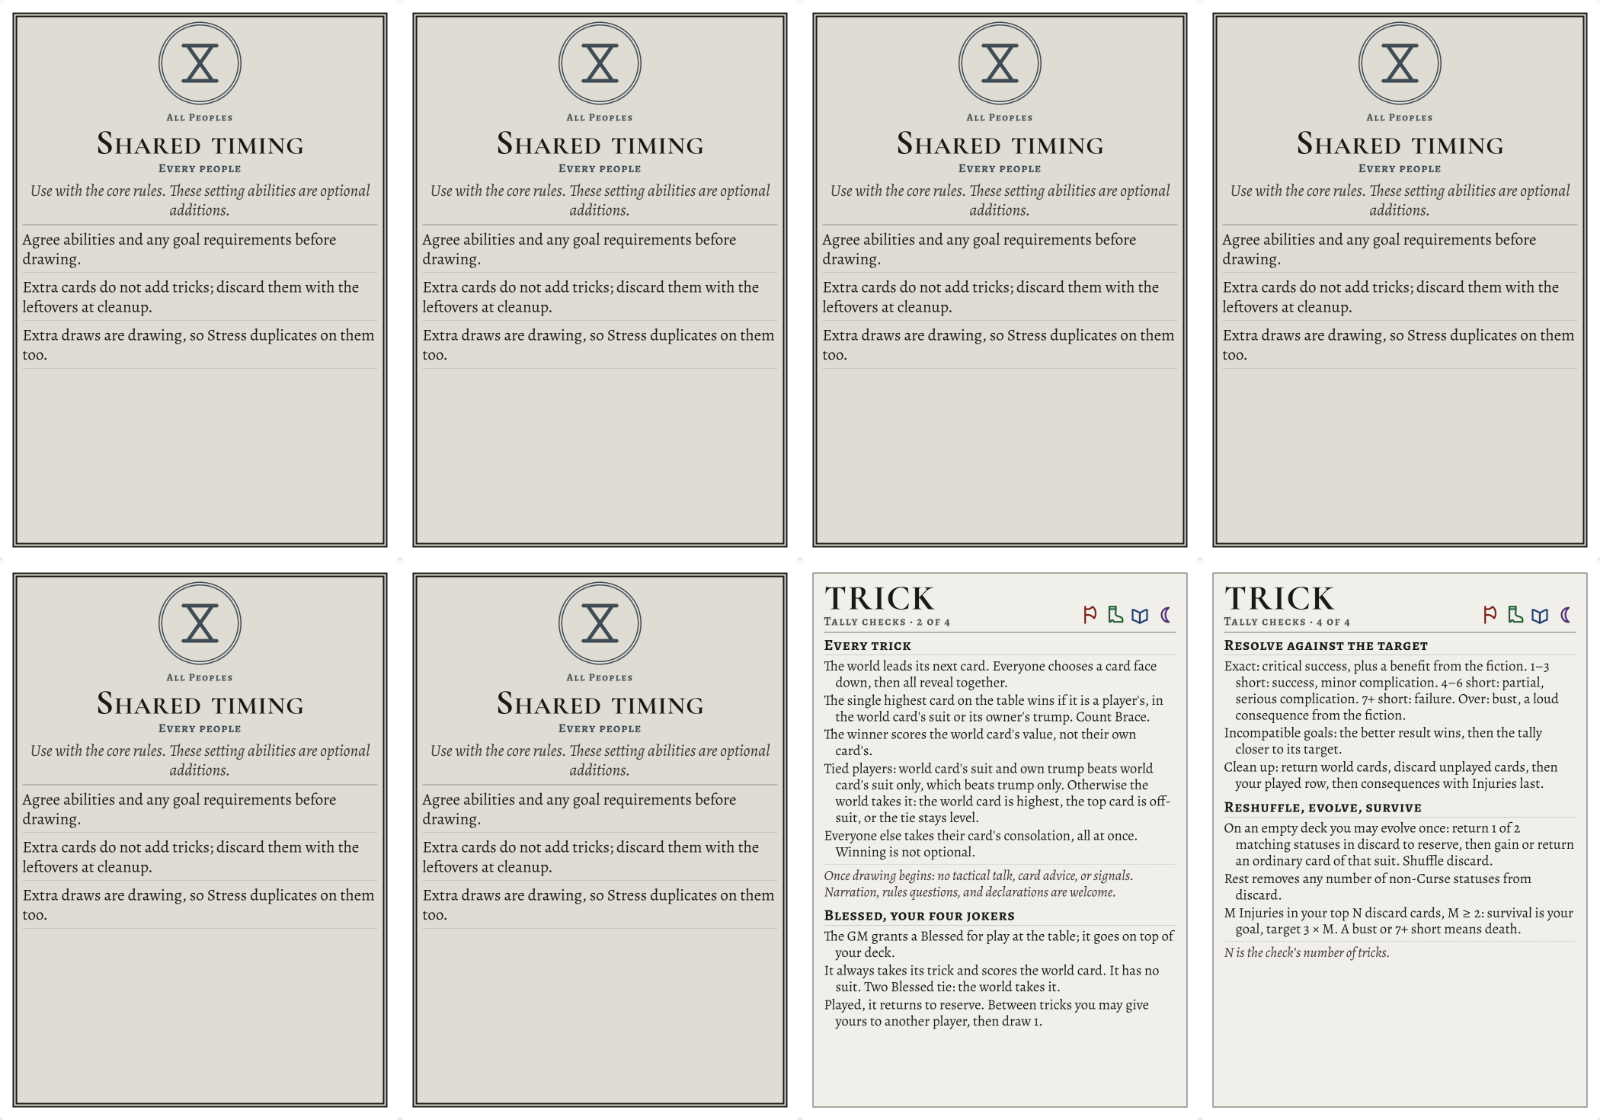 All Peoples
Shared timing
Every people
Use with the core rules. These setting abilities are optional
additions.
Agree abilities and any goal requirements before
drawing.
Extra cards do not add tricks; discard them with the
leftovers at cleanup.
Extra draws are drawing, so Stress duplicates on them
too.
All Peoples
Shared timing
Every people
Use with the core rules. These setting abilities are optional
additions.
Agree abilities and any goal requirements before
drawing.
Extra cards do not add tricks; discard them with the
leftovers at cleanup.
Extra draws are drawing, so Stress duplicates on them
too.
All Peoples
Shared timing
Every people
Use with the core rules. These setting abilities are optional
additions.
Agree abilities and any goal requirements before
drawing.
Extra cards do not add tricks; discard them with the
leftovers at cleanup.
Extra draws are drawing, so Stress duplicates on them
too.
All Peoples
Shared timing
Every people
Use with the core rules. These setting abilities are optional
additions.
Agree abilities and any goal requirements before
drawing.
Extra cards do not add tricks; discard them with the
leftovers at cleanup.
Extra draws are drawing, so Stress duplicates on them
too.
All Peoples
Shared timing
Every people
Use with the core rules. These setting abilities are optional
additions.
Agree abilities and any goal requirements before
drawing.
Extra cards do not add tricks; discard them with the
leftovers at cleanup.
Extra draws are drawing, so Stress duplicates on them
too.
All Peoples
Shared timing
Every people
Use with the core rules. These setting abilities are optional
additions.
Agree abilities and any goal requirements before
drawing.
Extra cards do not add tricks; discard them with the
leftovers at cleanup.
Extra draws are drawing, so Stress duplicates on them
too.
TRICK
Tally checks · 2 of 4
Every trick
The world leads its next card. Everyone chooses a card face
down, then all reveal together.
The single highest card on the table wins if it is a player's, in
the world card's suit or its owner's trump. Count Brace.
The winner scores the world card's value, not their own
card's.
Tied players: world card's suit and own trump beats world
card's suit only, which beats trump only. Otherwise the
world takes it: the world card is highest, the top card is off-
suit, or the tie stays level.
Everyone else takes their card's consolation, all at once.
Winning is not optional.
Once drawing begins: no tactical talk, card advice, or signals.
Narration, rules questions, and declarations are welcome.
Blessed, your four jokers
The GM grants a Blessed for play at the table; it goes on top of
your deck.
It always takes its trick and scores the world card. It has no
suit. Two Blessed tie: the world takes it.
Played, it returns to reserve. Between tricks you may give
yours to another player, then draw 1.
TRICK
Tally checks · 4 of 4
Resolve against the target
Exact: critical success, plus a benefit from the fiction. 1–3
short: success, minor complication. 4–6 short: partial,
serious complication. 7+ short: failure. Over: bust, a loud
consequence from the fiction.
Incompatible goals: the better result wins, then the tally
closer to its target.
Clean up: return world cards, discard unplayed cards, then
your played row, then consequences with Injuries last.
Reshuffle, evolve, survive
On an empty deck you may evolve once: return 1 of 2
matching statuses in discard to reserve, then gain or return
an ordinary card of that suit. Shuffle discard.
Rest removes any number of non-Curse statuses from
discard.
M Injuries in your top N discard cards, M ≥ 2: survival is your
goal, target 3 × M. A bust or 7+ short means death.
N is the check's number of tricks.